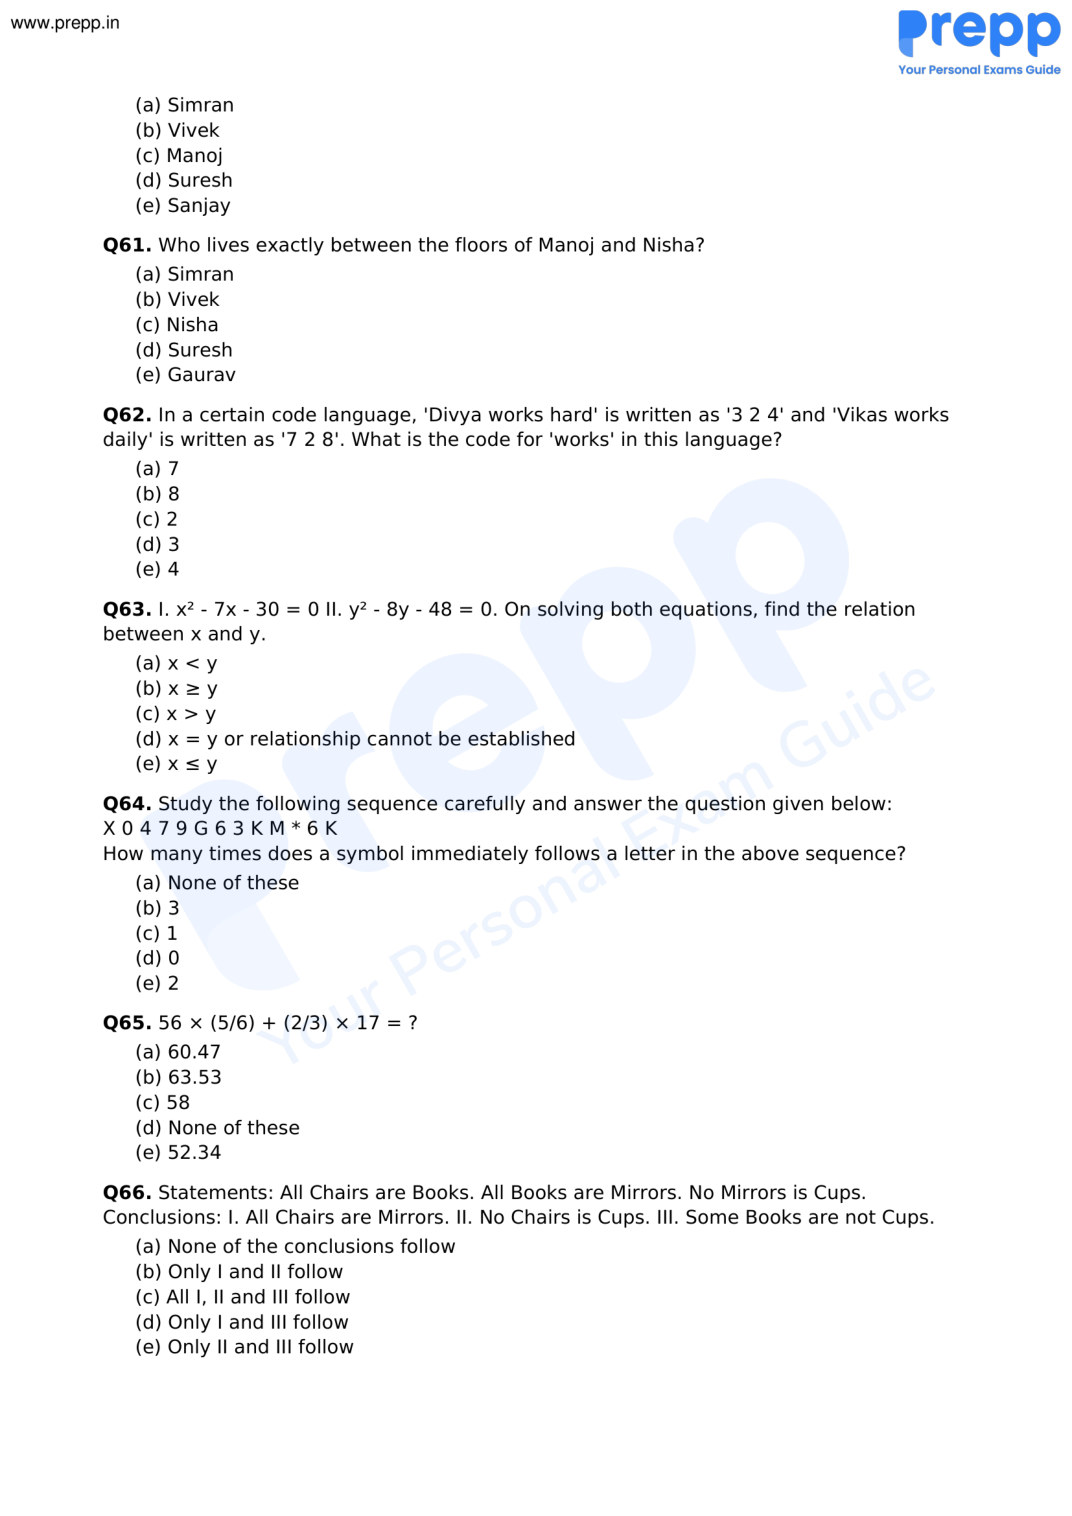 www.prepp.in
Prepp
Your Personal Exams Guide
(a) Simran
(b) Vivek
(c) Manoj
(d) Suresh
(e) Sanjay
Q61. Who lives exactly between the floors of Manoj and Nisha?
(a) Simran
(b) Vivek
(c) Nisha
(d) Suresh
(e) Gaurav
Q62. In a certain code language, 'Divya works hard' is written as '3 2 4' and 'Vikas works
daily' is written as '7 2 8'. What is the code for 'works' in this language?
(a) 7
(b) 8
(c) 2
(d) 3
(e) 4
Q63. I. x² - 7x - 30 = 0 II. y² - 8y - 48 = 0. On solving both equations, find the relation
between x and y.
(a) x < y
(b) x ≥ y
(c) x > y
(d) x = y or relationship cannot be established
(e) x ≤ y
Q64. Study the following sequence carefully and answer the question given below:
X 0 4 7 9 G 6 3 K M * 6 K
How many times does a symbol immediately follows a letter in the above sequence?
(a) None of these
(b) 3
(c) 1
(d) 0
(e) 2
Q65. 56 × (5/6) + (2/3) × 17 = ?
(a) 60.47
(b) 63.53
(c) 58
(d) None of these
(e) 52.34
Q66. Statements: All Chairs are Books. All Books are Mirrors. No Mirrors is Cups.
Conclusions: I. All Chairs are Mirrors. II. No Chairs is Cups. III. Some Books are not Cups.
(a) None of the conclusions follow
(b) Only I and II follow
(c) All I, II and III follow
(d) Only I and III follow
(e) Only II and III follow
prepp
Your Personal Exam Guide